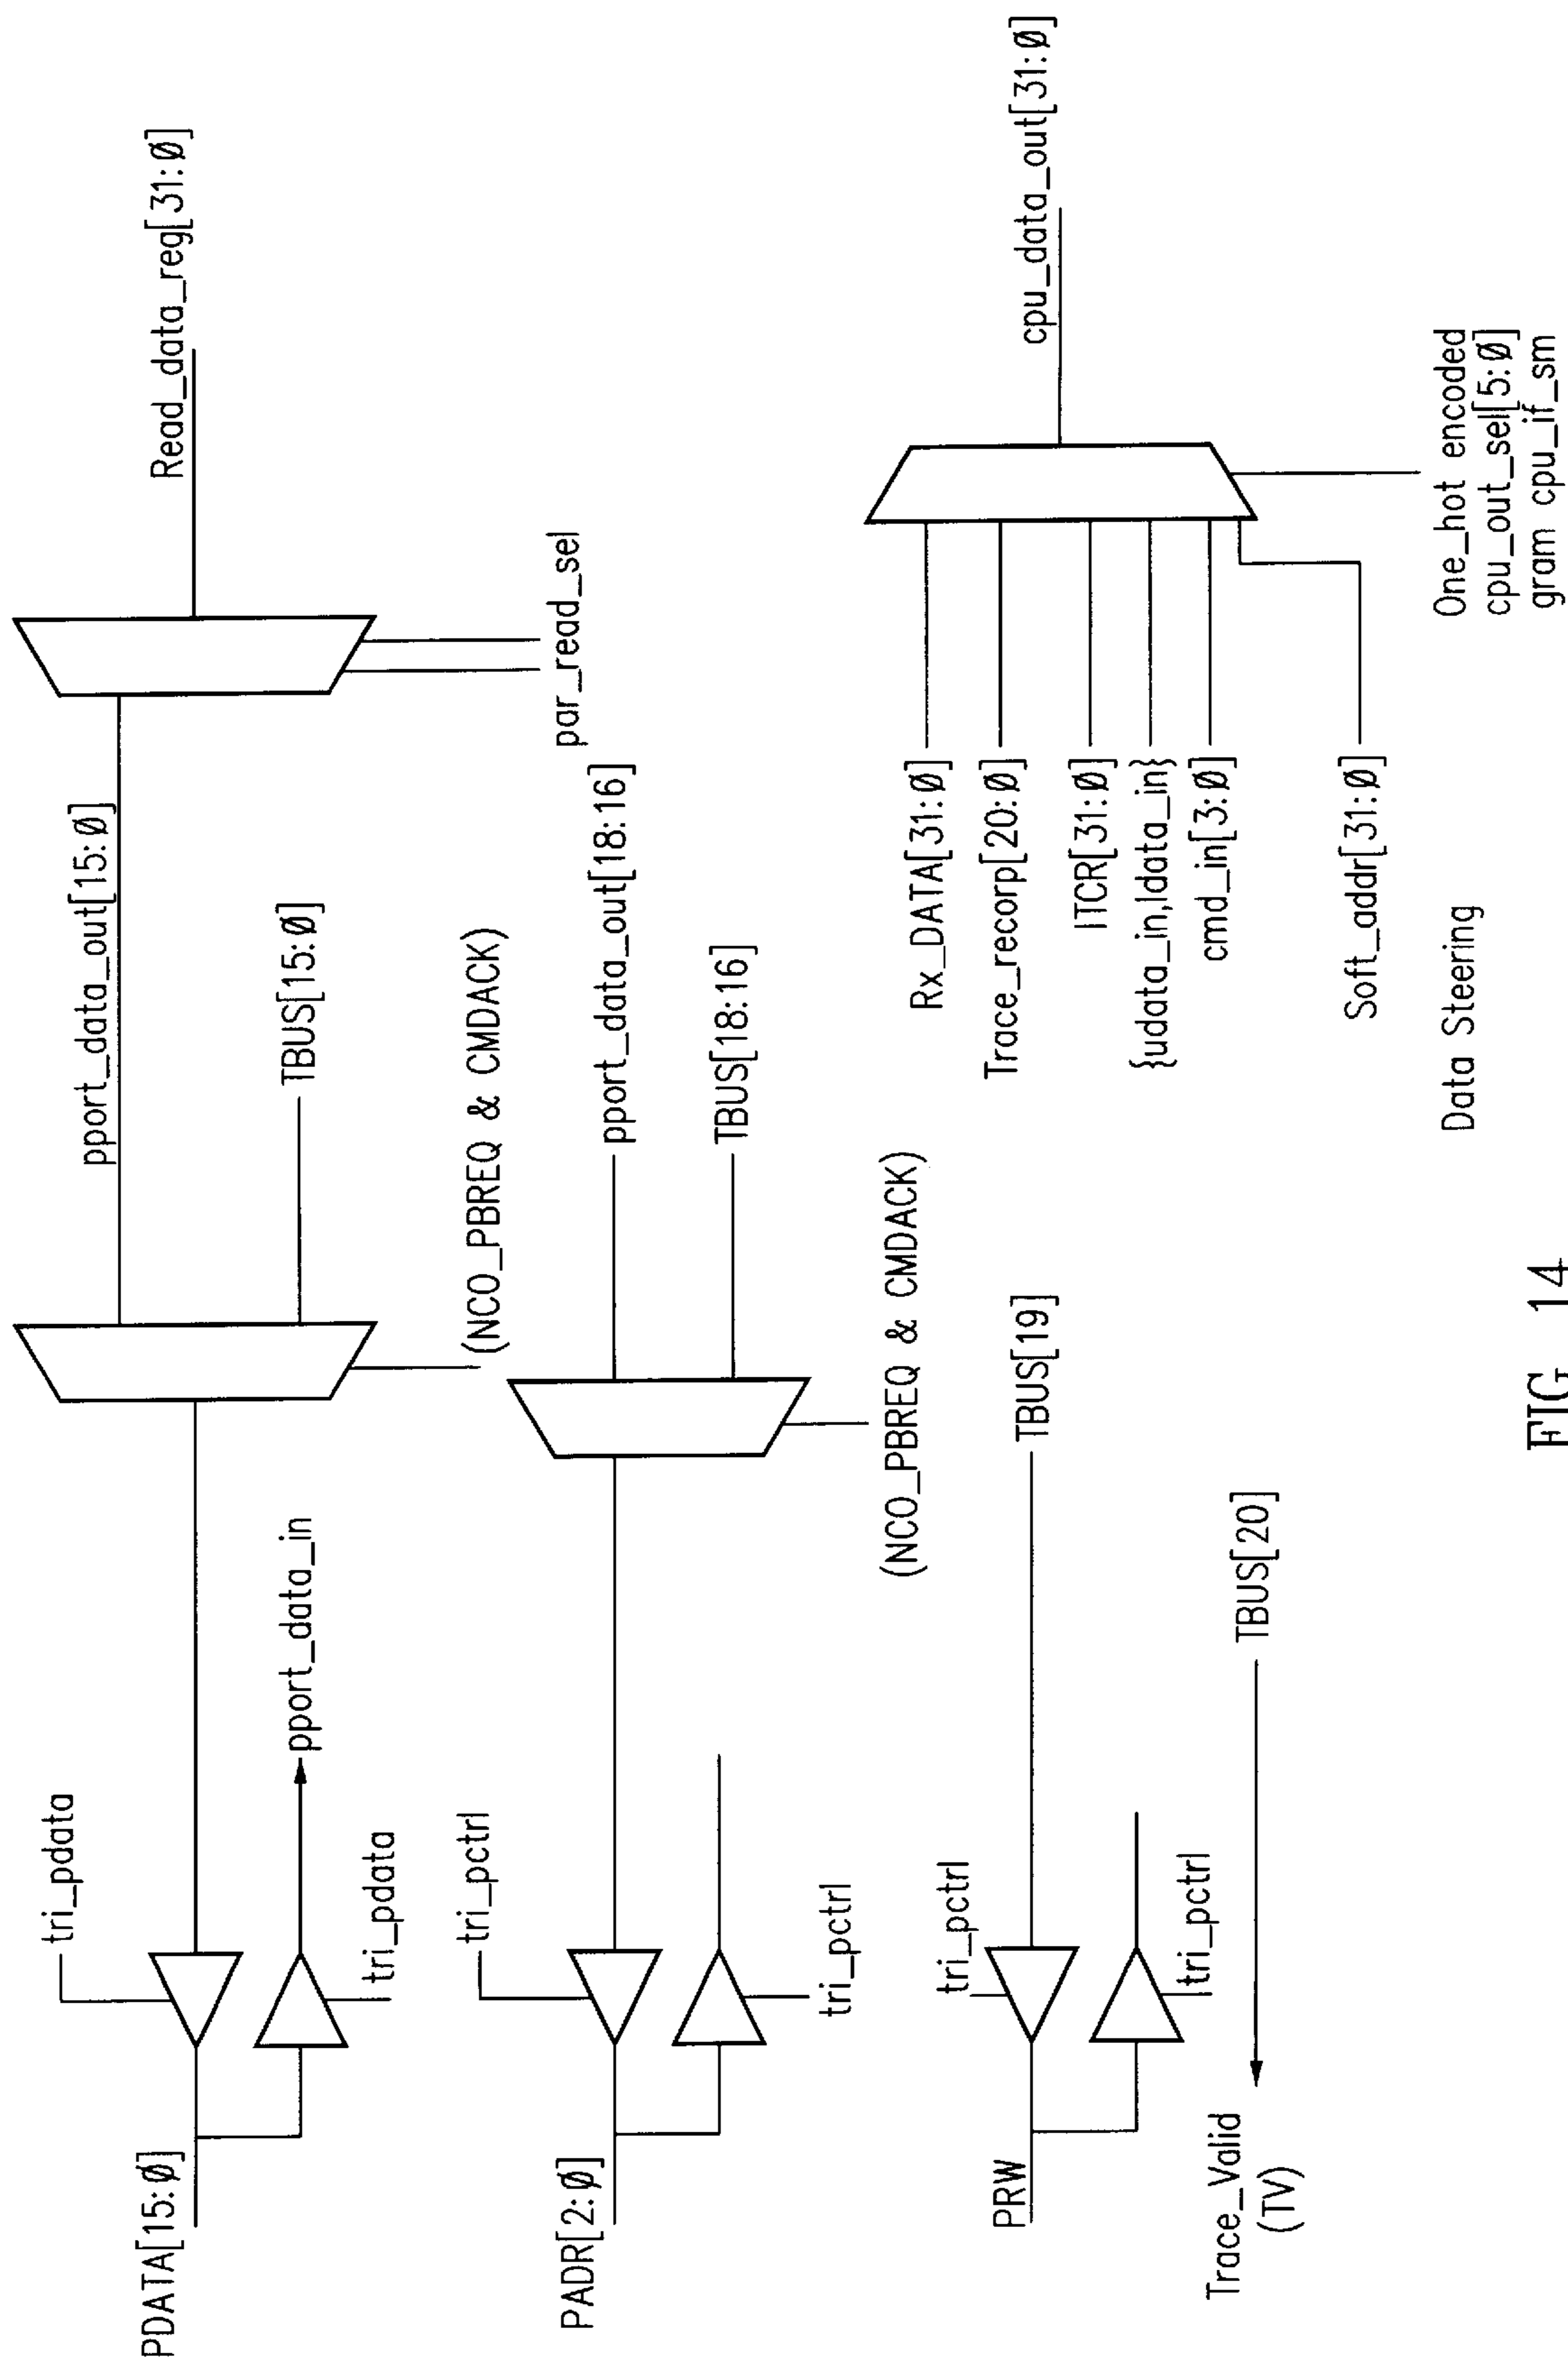 tri_pdata
PDATA[15:Ø]
pport_data_in
tri_pdata
pport_data_out[15:Ø]
TBUS[15:Ø]
(NCO_PBREQ & CMDACK)
Read_data_reg[31:Ø]
par_read_sel
tri_pctrl
PADR[2:Ø]
tri_pctrl
pport_data_out[18:16]
TBUS[18:16]
(NCO_PBREQ & CMDACK)
tri_pctrl
PRW
tri_pctrl
TBUS[19]
Trace_Valid
(TV)
TBUS[20]
Rx_DATA[31:Ø]
Trace_recorp[20:Ø]
ITCR[31:Ø]
{udata_in,ldata_in}
cmd_in[3:Ø]
Soft_addr[31:Ø]
cpu_data_out[31:Ø]
One_hot encoded
cpu_out_sel[5:Ø]
gram cpu_if_sm
Data Steering
FIG. 14